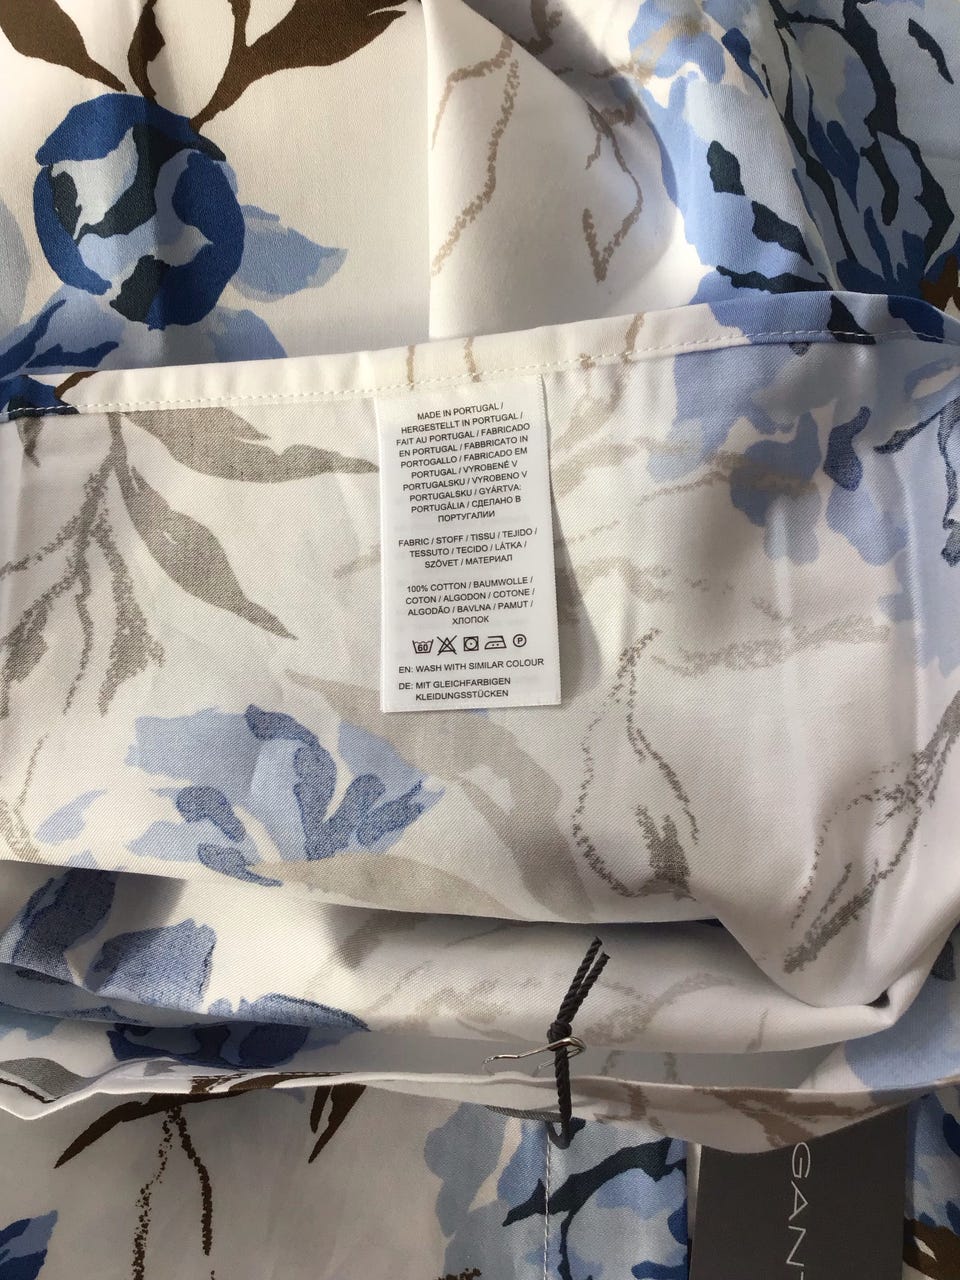 MADE IN PORTUGAL /
HERGESTELLT IN PORTUGAL /
FAIT AU PORTUGAL / FABRICADO
EN PORTUGAL / FABBRICATO IN
PORTOGALLO / FABRICADO EM
PORTUGAL / VYROBENÉ V
PORTUGALSKU / VYROBENO V
PORTUGALSKU / GYÁRTVA:
PORTUGÁLIA / СДЕЛАНО В
ПОРТУГАЛИИ
FABRIC / STOFF / TISSU / TEJIDO /
TESSUTO / TECIDO / LÁTKA /
SZÖVET / МАТЕРИАЛ
100% COTTON / BAUMWOLLE /
COTON / ALGODON / COTONE /
ALGODÃO / BAVLNA / PAMUT /
ХЛОПОК
60 P
EN: WASH WITH SIMILAR COLOUR
DE: MIT GLEICHFARBIGEN
KLEIDUNGSSTÜCKEN
GANT